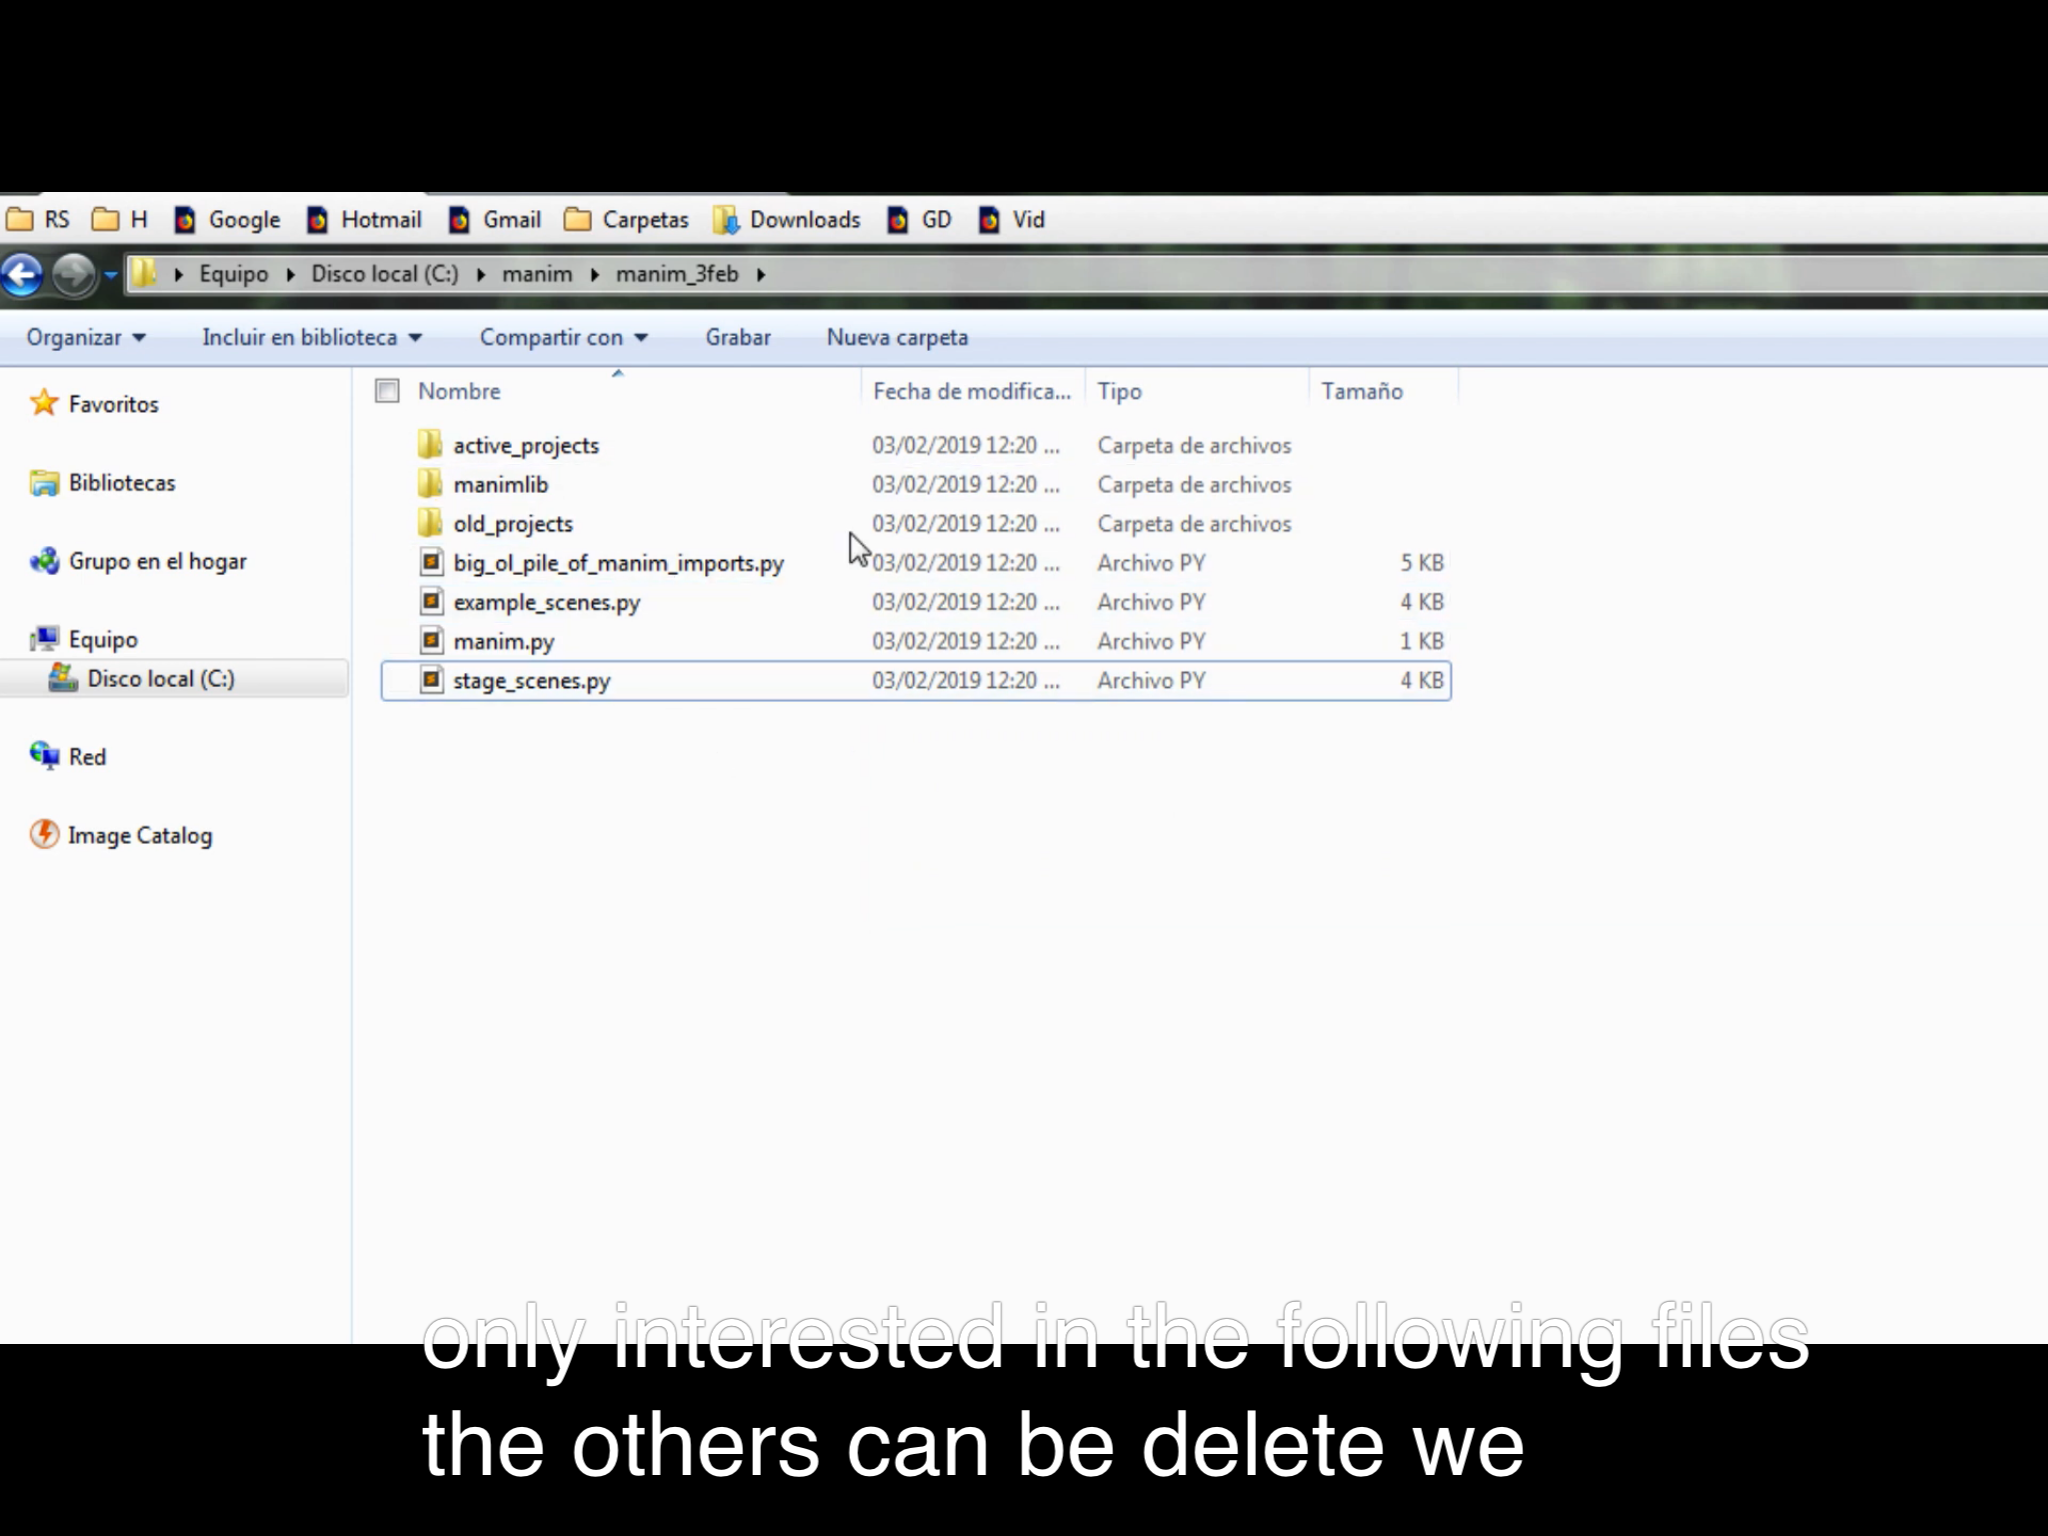 RS H Google Hotmail Gmail Carpetas Downloads GD Vid
Equipo Disco local (C:) manim manim_3feb
Organizar Incluir en biblioteca Compartir con Grabar Nueva carpeta
Favoritos
Bibliotecas
Grupo en el hogar
Equipo
Disco local (C:)
Red
Image Catalog
Nombre Fecha de modifica... Tipo Tamaño
active_projects 03/02/2019 12:20 ... Carpeta de archivos
manimlib 03/02/2019 12:20 ... Carpeta de archivos
old_projects 03/02/2019 12:20 ... Carpeta de archivos
big_ol_pile_of_manim_imports.py 03/02/2019 12:20 ... Archivo PY 5 KB
example_scenes.py 03/02/2019 12:20 ... Archivo PY 4 KB
manim.py 03/02/2019 12:20 ... Archivo PY 1 KB
stage_scenes.py 03/02/2019 12:20 ... Archivo PY 4 KB
only interested in the following files
the others can be delete we